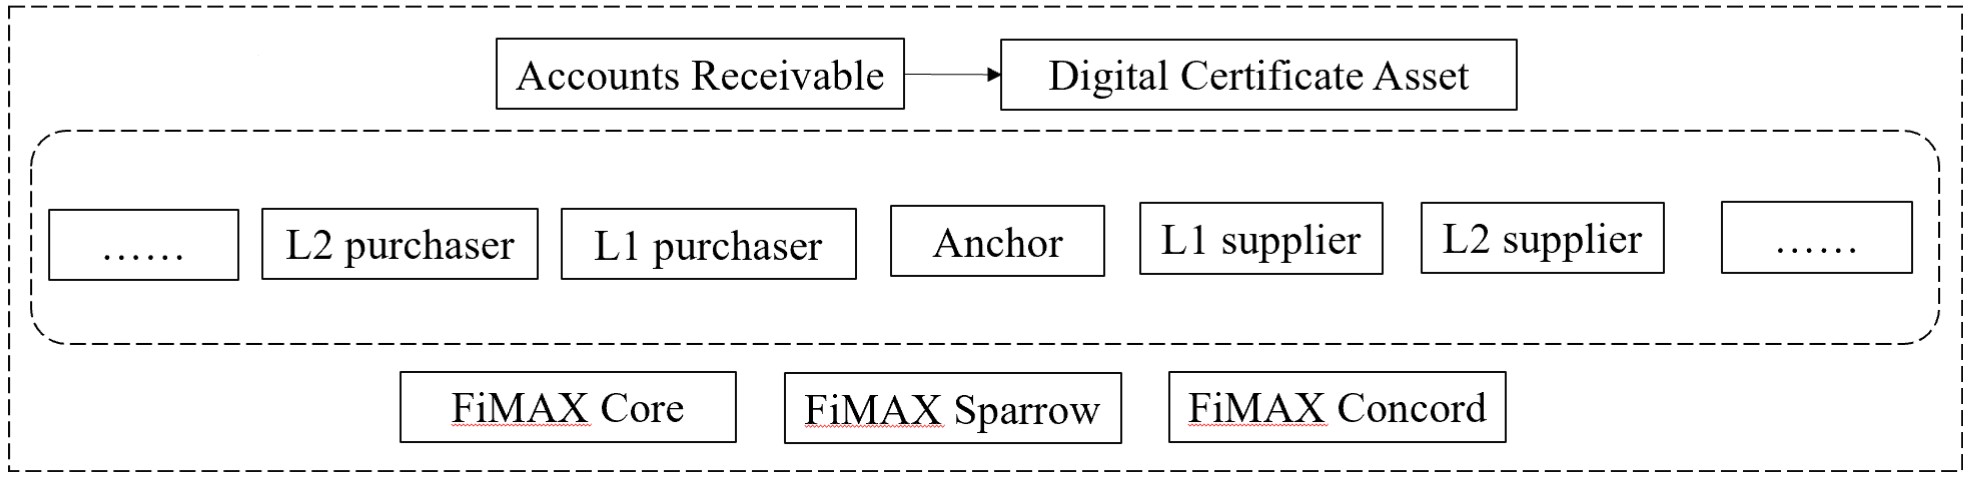 Accounts Receivable
Digital Certificate Asset
……
L2 purchaser
L1 purchaser
Anchor
L1 supplier
L2 supplier
……
FiMAX Core
FiMAX Sparrow
FiMAX Concord